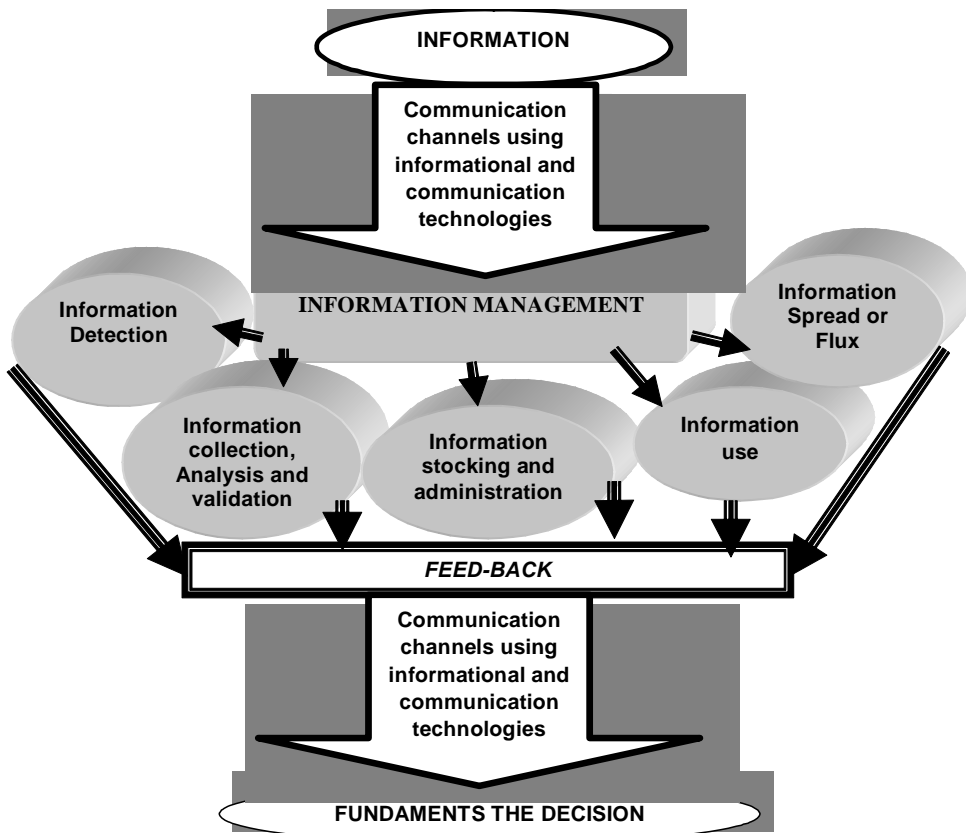 INFORMATION
Communication
channels using
informational and
communication
technologies
INFORMATION MANAGEMENT
Information
Detection
Information
Spread or
Flux
Information
collection,
Analysis and
validation
Information
stocking and
administration
Information
use
FEED-BACK
Communication
channels using
informational and
communication
technologies
FUNDAMENTS THE DECISION